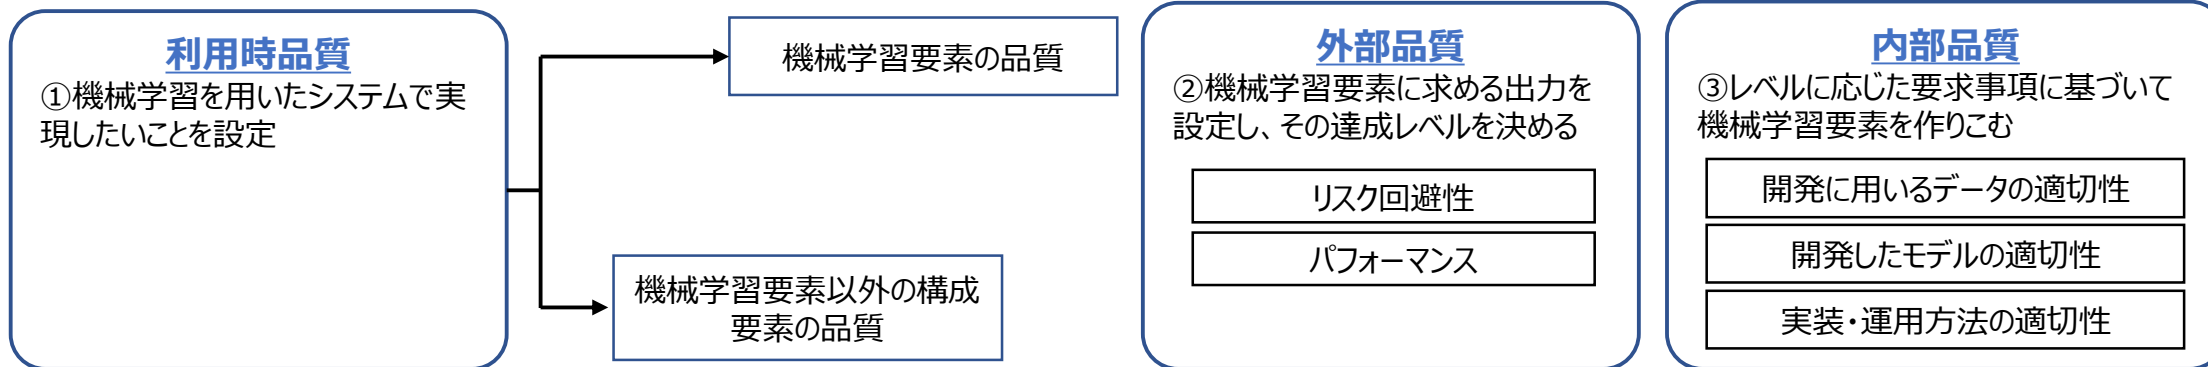 利用時品質
①機械学習を用いたシステムで実
現したいことを設定
機械学習要素の品質
機械学習要素以外の構成
要素の品質
外部品質
②機械学習要素に求める出力を
設定し、その達成レベルを決める
リスク回避性
パフォーマンス
内部品質
③レベルに応じた要求事項に基づいて
機械学習要素を作りこむ
開発に用いるデータの適切性
開発したモデルの適切性
実装・運用方法の適切性